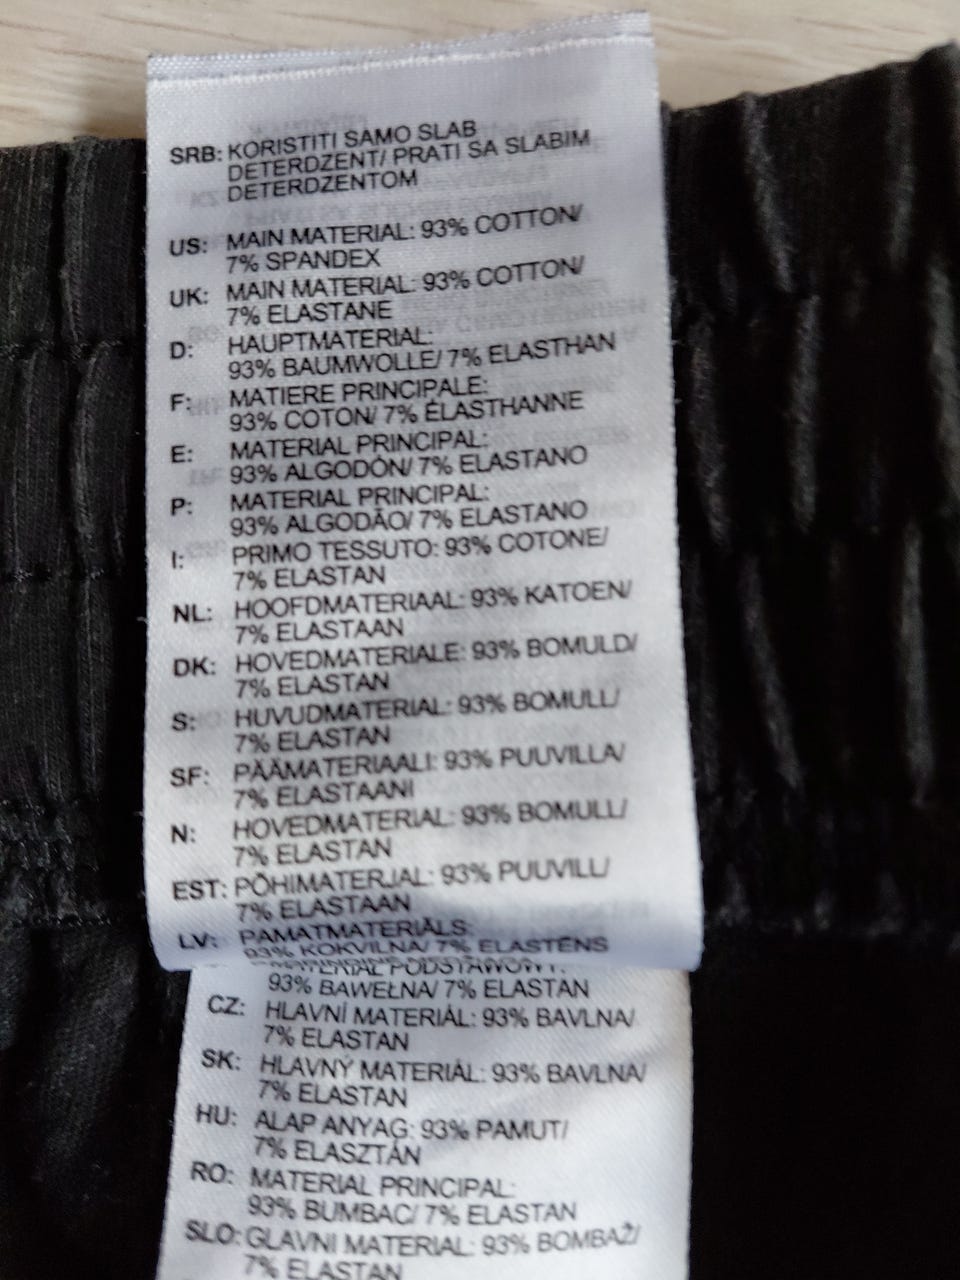 SRB: KORISTITI SAMO SLAB
DETERDZENT/ PRATI SA SLABIM
DETERDZENTOM
US: MAIN MATERIAL: 93% COTTON/
7% SPANDEX
UK: MAIN MATERIAL: 93% COTTON/
7% ELASTANE
D: HAUPTMATERIAL:
93% BAUMWOLLE/ 7% ELASTHAN
F: MATIERE PRINCIPALE:
93% COTON/ 7% ÉLASTHANNE
E: MATERIAL PRINCIPAL:
93% ALGODÓN/ 7% ELASTANO
P: MATERIAL PRINCIPAL:
93% ALGODÃO/ 7% ELASTANO
I: PRIMO TESSUTO: 93% COTONE/
7% ELASTAN
NL: HOOFDMATERIAAL: 93% KATOEN/
7% ELASTAAN
DK: HOVEDMATERIALE: 93% BOMULD/
7% ELASTAN
S: HUVUDMATERIAL: 93% BOMULL/
7% ELASTAN
SF: PÄÄMATERIAALI: 93% PUUVILLA/
7% ELASTAANI
N: HOVEDMATERIAL: 93% BOMULL/
7% ELASTAN
EST: PÕHIMATERJAL: 93% PUUVILL/
7% ELASTAAN
LV: PAMATMATERIĀLS:
93% KOKVILNA/ 7% ELASTĒNS
MATERIAŁ PODSTAWOWY:
93% BAWEŁNA/ 7% ELASTAN
CZ: HLAVNÍ MATERIÁL: 93% BAVLNA/
7% ELASTAN
SK: HLAVNÝ MATERIÁL: 93% BAVLNA/
7% ELASTAN
HU: ALAP ANYAG: 93% PAMUT/
7% ELASZTÁN
RO: MATERIAL PRINCIPAL:
93% BUMBAC/ 7% ELASTAN
SLO: GLAVNI MATERIAL: 93% BOMBAŽ/
7% ELASTAN